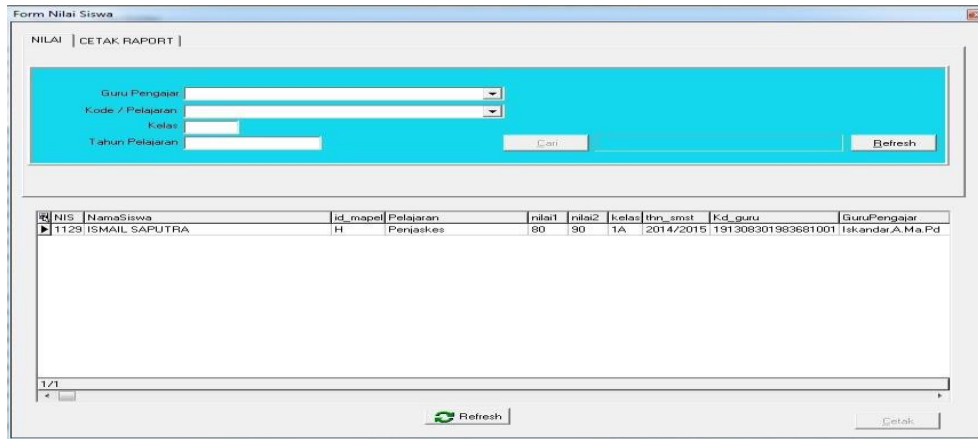 Form Nilai Siswa
NILAI CETAK RAPORT
Guru Pengajar
Kode / Pelajaran
Kelas
Tahun Pelajaran Cari Refresh
NIS NamaSiswa id_mapel Pelajaran nilai1 nilai2 kelas thn_smst Kd_guru GuruPengajar
1129 ISMAIL SAPUTRA H Penjaskes 80 90 1A 2014/2015 191308301983681001 Iskandar,A.Ma.Pd
1/1
Refresh Cetak